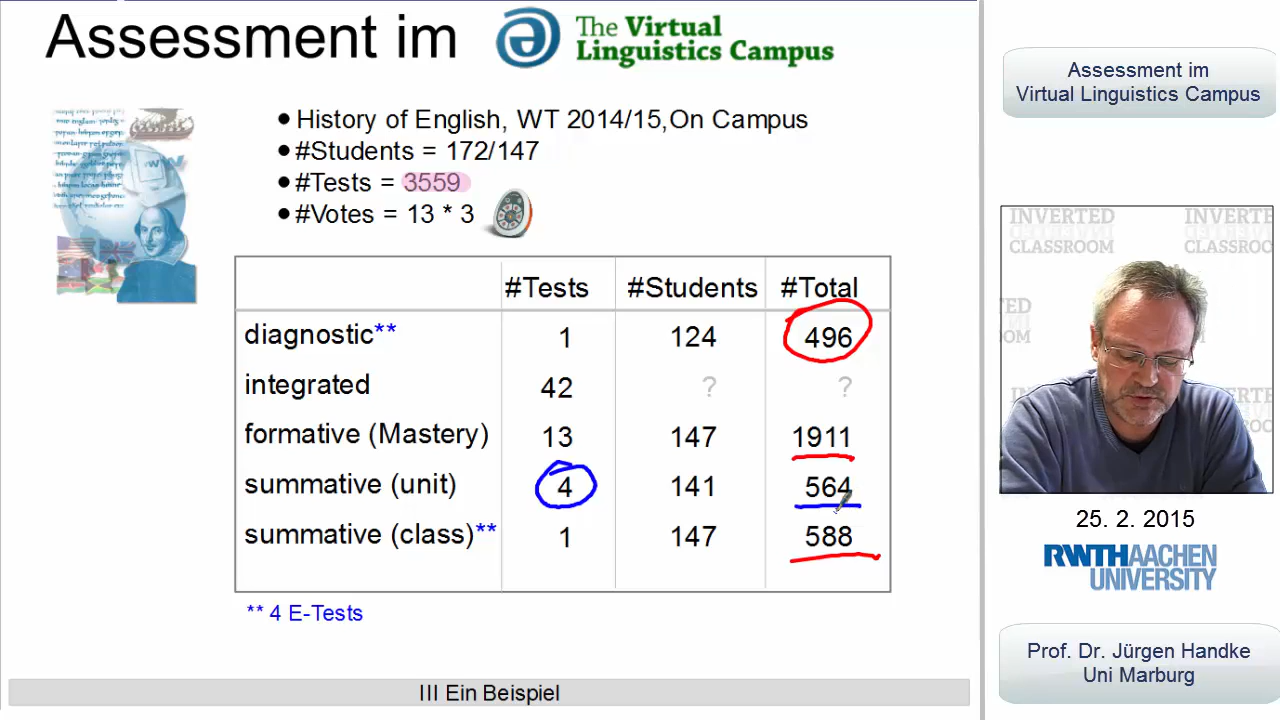 Assessment im
The Virtual
Linguistics Campus
• History of English, WT 2014/15,On Campus
• #Students = 172/147
• #Tests = 3559
• #Votes = 13 * 3
#Tests #Students #Total
diagnostic** 1 124 496
integrated 42 ? ?
formative (Mastery) 13 147 1911
summative (unit) 4 141 564
summative (class)** 1 147 588
** 4 E-Tests
III Ein Beispiel
Assessment im
Virtual Linguistics Campus
INVERTED INVERTED
CLASSROOM CLASSROOM
25. 2. 2015
RWTHAACHEN
UNIVERSITY
Prof. Dr. Jürgen Handke
Uni Marburg